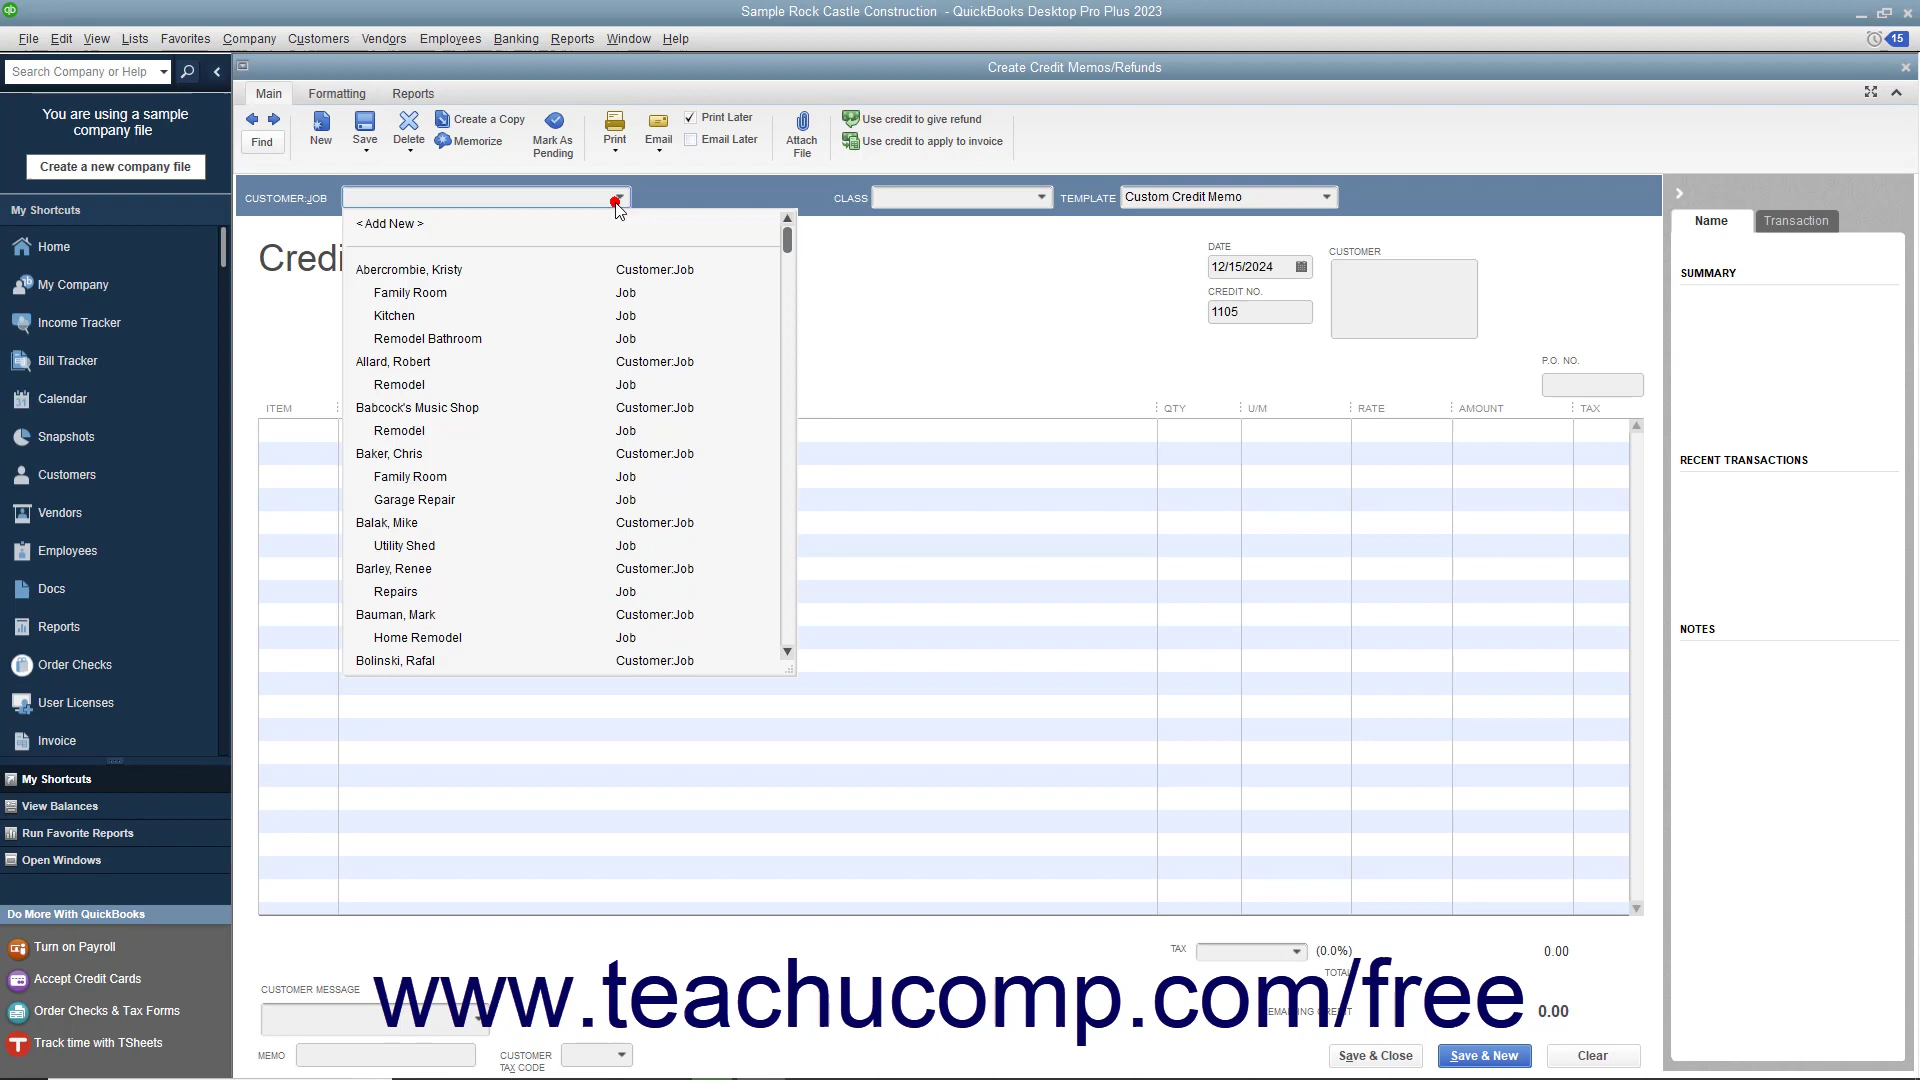 Sample Rock Castle Construction - QuickBooks Desktop Pro Plus 2023
File Edit View Lists Favorites Company Customers Vendors Employees Banking Reports Window Help
15
Search Company or Help
Create Credit Memos/Refunds
You are using a sample
company file
Create a new company file
Main Formatting Reports
Find
New
Save
Delete
Create a Copy
Memorize
Mark As
Pending
Print
Email
Print Later
Email Later
Attach
File
Use credit to give refund
Use credit to apply to invoice
CUSTOMER:JOB
CLASS
TEMPLATE Custom Credit Memo
My Shortcuts
Home
My Company
Income Tracker
Bill Tracker
Calendar
Snapshots
Customers
Vendors
Employees
Docs
Reports
Order Checks
User Licenses
Invoice
My Shortcuts
View Balances
Run Favorite Reports
Open Windows
Do More With QuickBooks
Turn on Payroll
Accept Credit Cards
Order Checks & Tax Forms
Track time with TSheets
Credi
< Add New >
Abercrombie, Kristy Customer:Job
Family Room Job
Kitchen Job
Remodel Bathroom Job
Allard, Robert Customer:Job
Remodel Job
Babcock's Music Shop Customer:Job
Remodel Job
Baker, Chris Customer:Job
Family Room Job
Garage Repair Job
Balak, Mike Customer:Job
Utility Shed Job
Barley, Renee Customer:Job
Repairs Job
Bauman, Mark Customer:Job
Home Remodel Job
Bolinski, Rafal Customer:Job
DATE
12/15/2024
CREDIT NO.
1105
CUSTOMER
P.O. NO.
ITEM QTY U/M RATE AMOUNT TAX
Name Transaction
SUMMARY
RECENT TRANSACTIONS
NOTES
TAX (0.0%) 0.00
TOTAL
CUSTOMER MESSAGE
www.teachucomp.com/free
0.00
MEMO
CUSTOMER
TAX CODE
Save & Close Save & New Clear